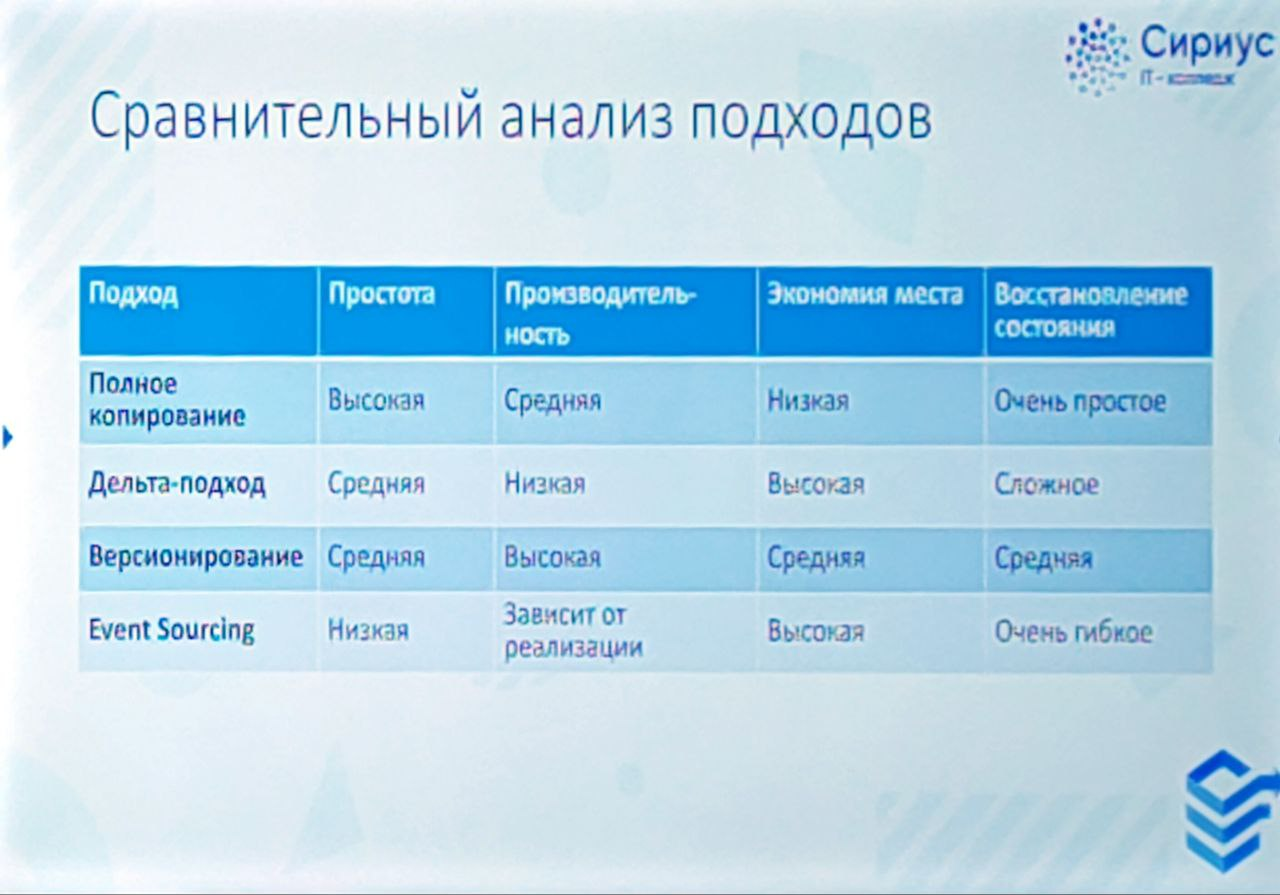 Сириус
IT – колледж
Сравнительный анализ подходов
Подход Простота Производитель-ность Экономия места Восстановление состояния
Полное копирование Высокая Средняя Низкая Очень простое
Дельта-подход Средняя Низкая Высокая Сложное
Версионирование Средняя Высокая Средняя Средняя
Event Sourcing Низкая Зависит от реализации Высокая Очень гибкое